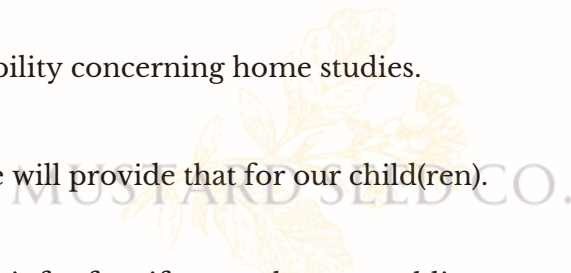 bility concerning home studies.
e will provide that for our child(ren).
MUSTARD SEED CO.